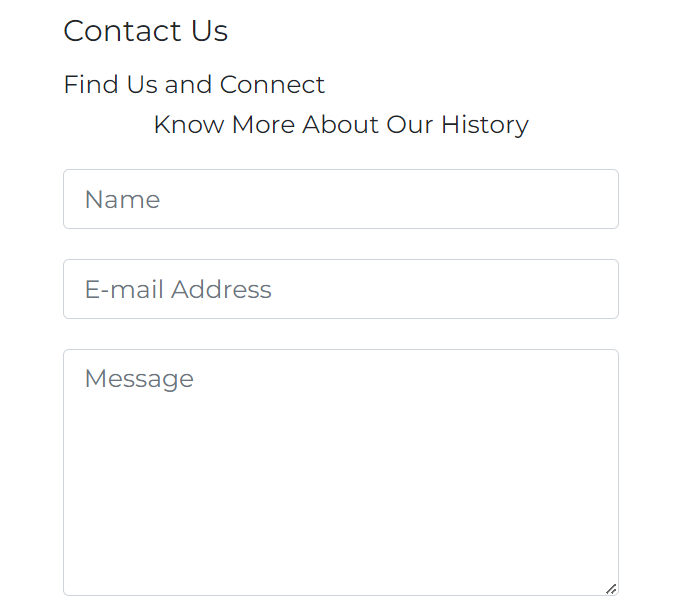 Contact Us
Find Us and Connect
Know More About Our History
Name
E-mail Address
Message